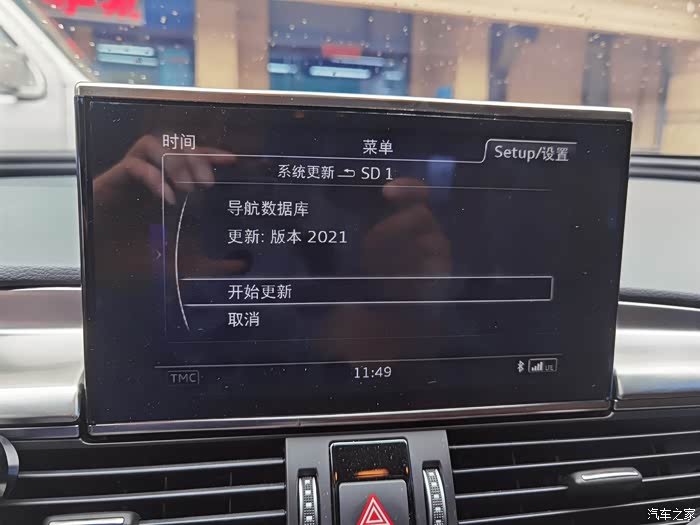 时间
菜单
Setup/设置
系统更新 SD 1
导航数据库
更新: 版本 2021
开始更新
取消
TMC
11:49
汽车之家